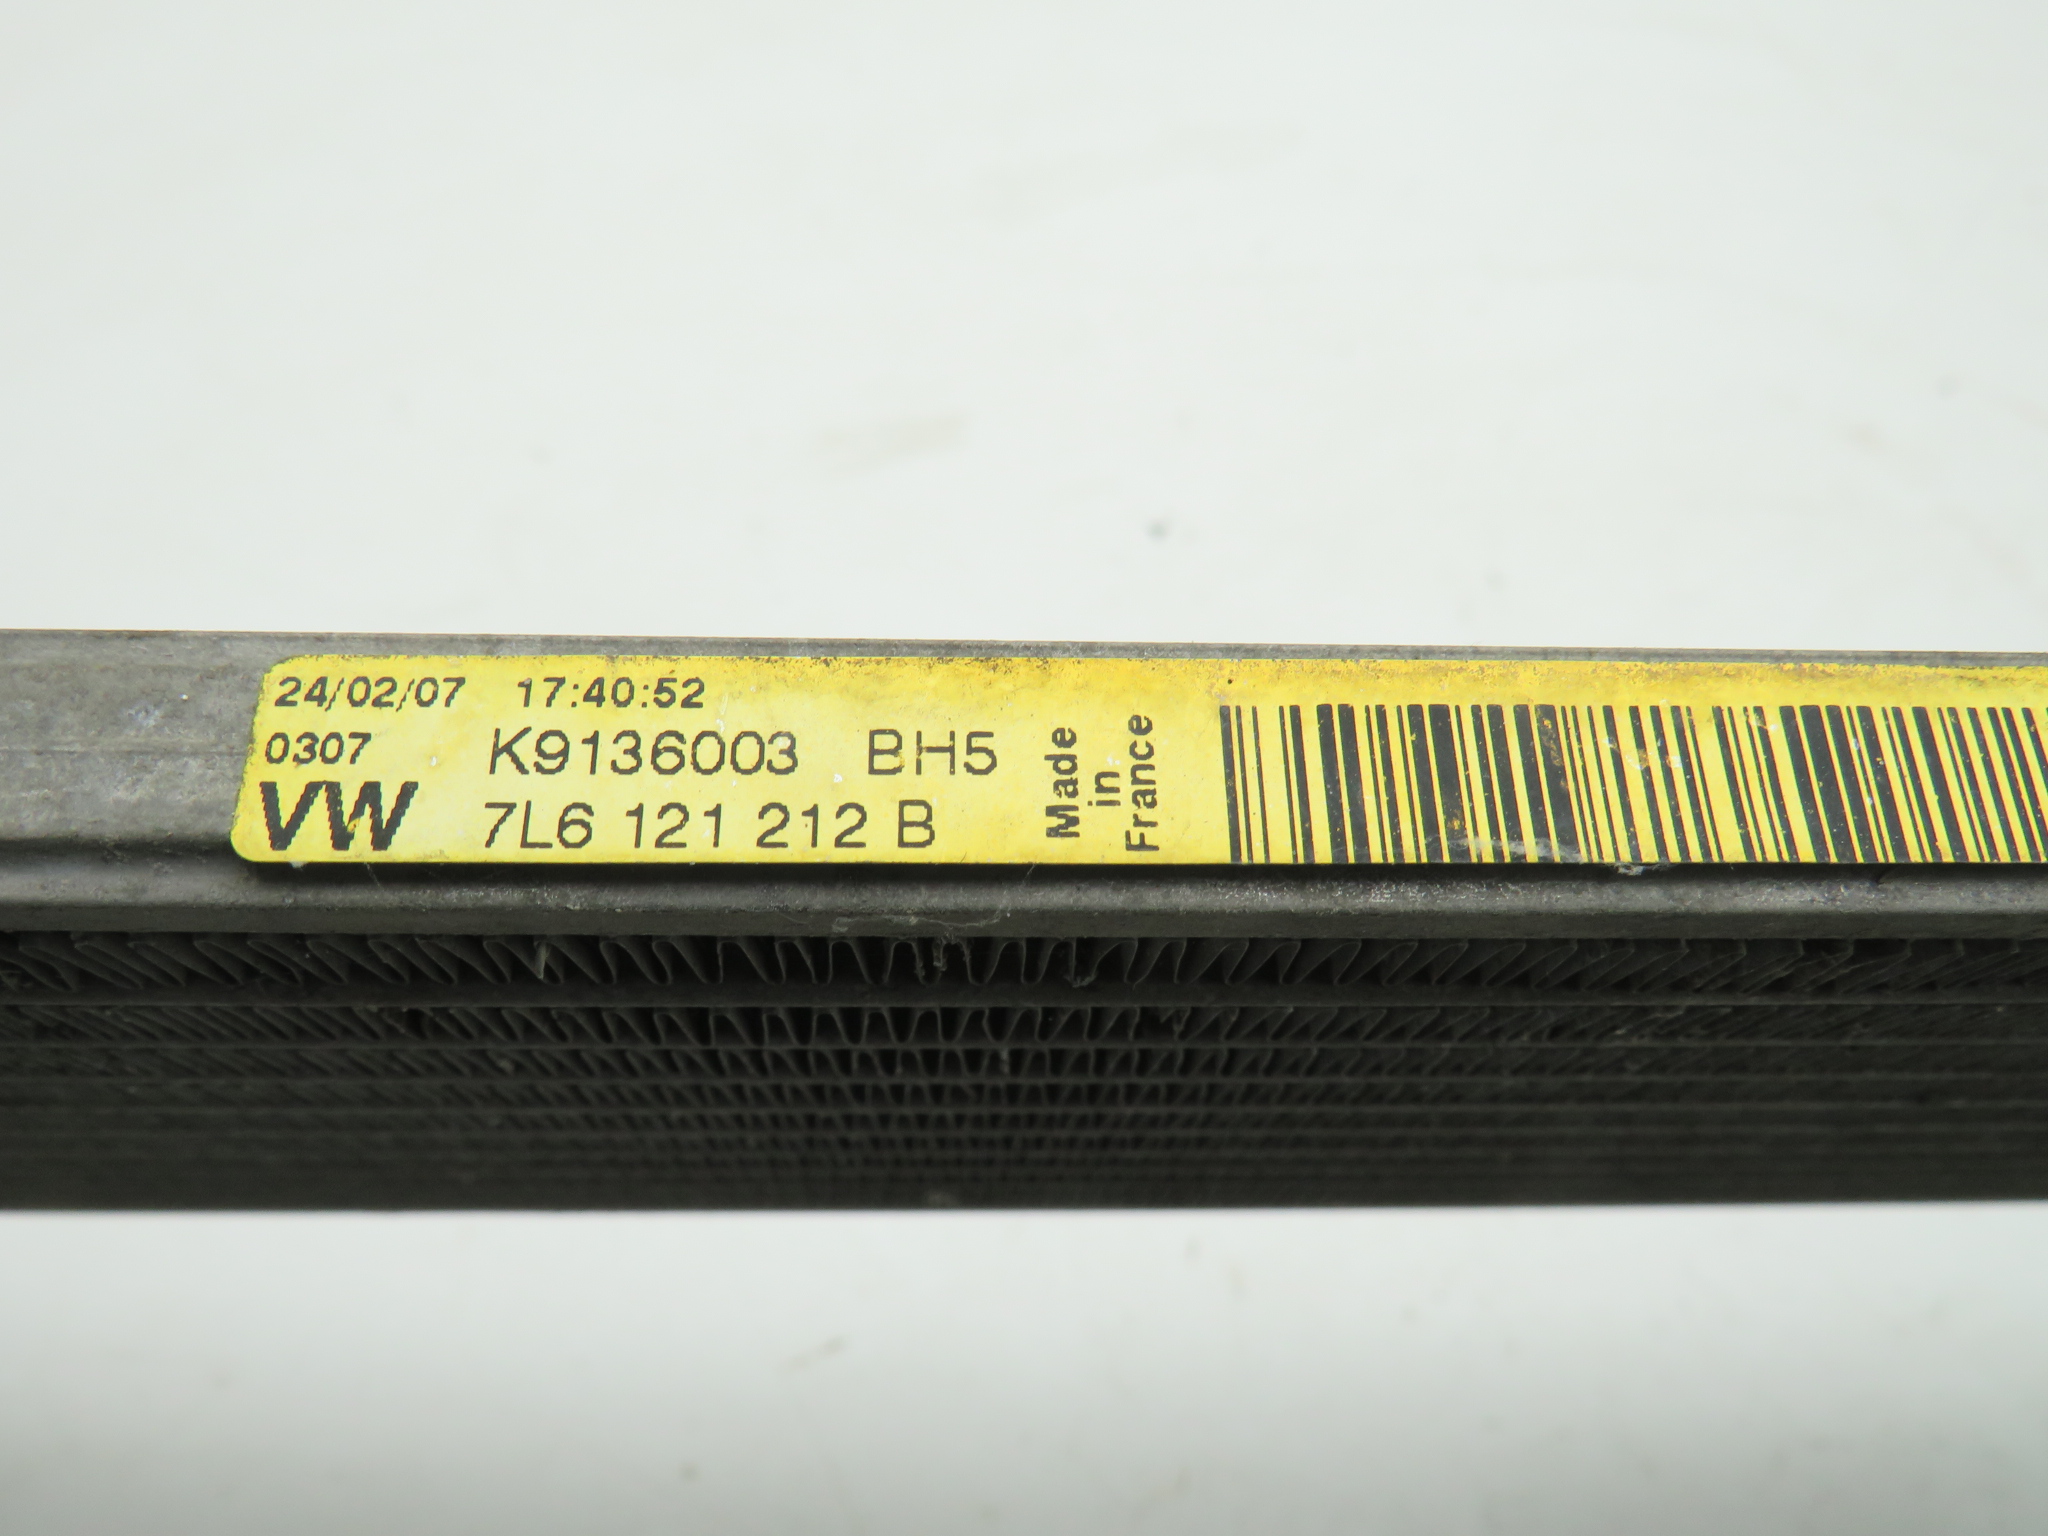 24/02/07 17:40:52
0307 K9136003 BH5
VW 7L6 121 212 B
Made
in
France